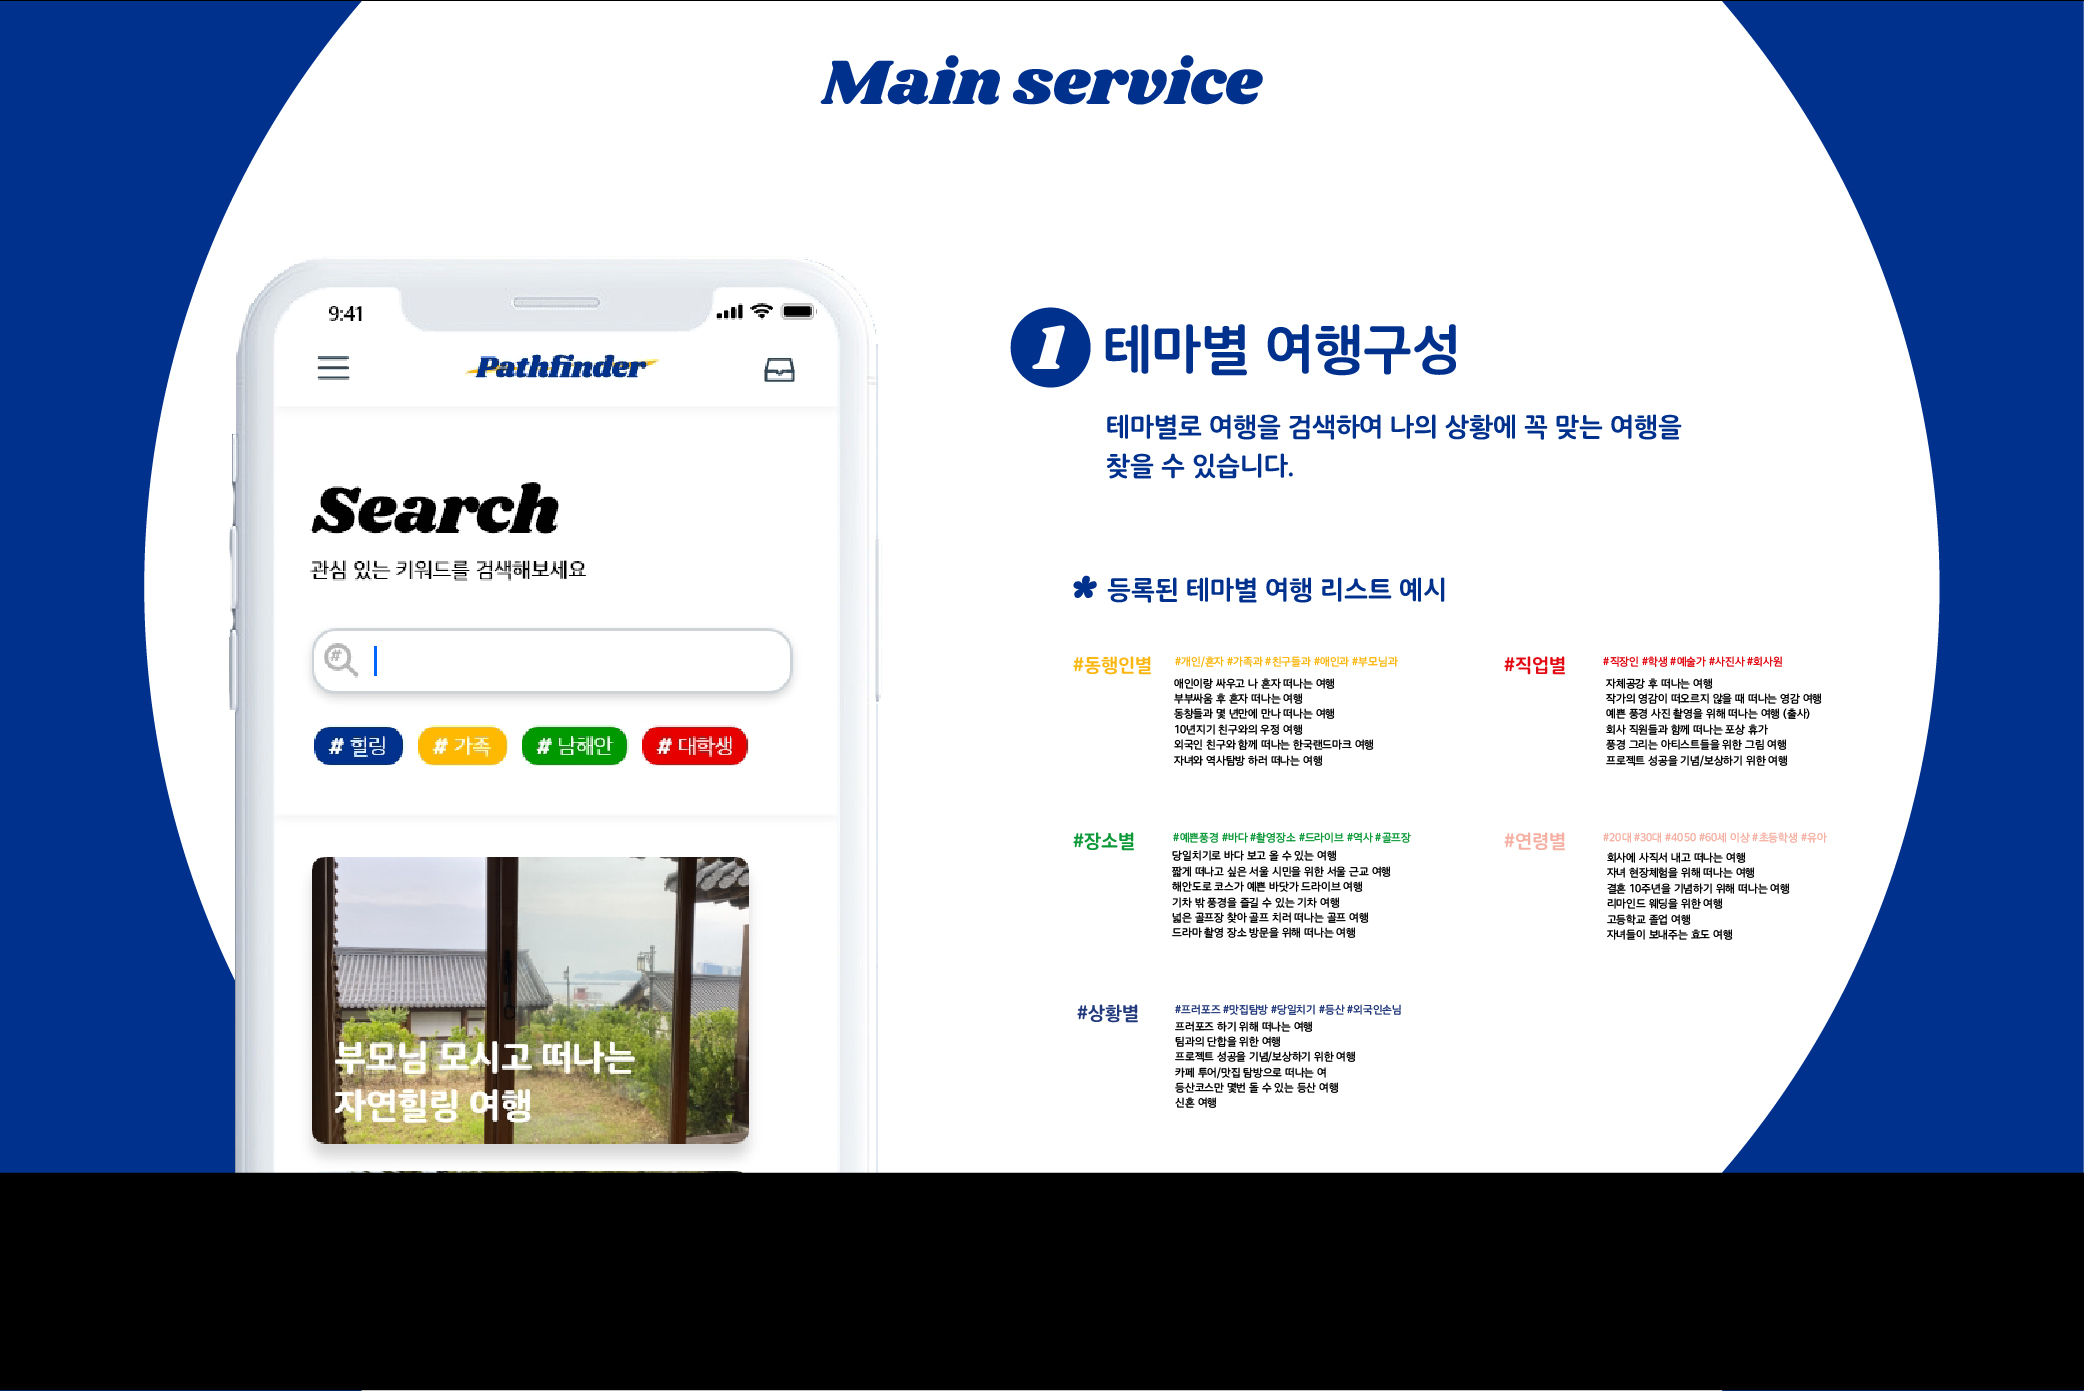 Main service
9:41
Pathfinder
Search
관심 있는 키워드를 검색해보세요
#
# 힐링
# 가족
# 남해안
# 대학생
부모님 모시고 떠나는
자연힐링 여행
1 테마별 여행구성
테마별로 여행을 검색하여 나의 상황에 꼭 맞는 여행을
찾을 수 있습니다.
* 등록된 테마별 여행 리스트 예시
#동행인별
#개인/혼자 #가족과 #친구들과 #애인과 #부모님과
애인이랑 싸우고 나 혼자 떠나는 여행
부부싸움 후 혼자 떠나는 여행
동창들과 몇 년만에 만나 떠나는 여행
10년지기 친구와의 우정 여행
외국인 친구와 함께 떠나는 한국랜드마크 여행
자녀와 역사탐방 하러 떠나는 여행
#직업별
#직장인 #학생 #예술가 #사진사 #회사원
자체공강 후 떠나는 여행
작가의 영감이 떠오르지 않을 때 떠나는 영감 여행
예쁜 풍경 사진 촬영을 위해 떠나는 여행 (출사)
회사 직원들과 함께 떠나는 포상 휴가
풍경 그리는 아티스트들을 위한 그림 여행
프로젝트 성공을 기념/보상하기 위한 여행
#장소별
#예쁜풍경 #바다 #촬영장소 #드라이브 #역사 #골프장
당일치기로 바다 보고 올 수 있는 여행
짧게 떠나고 싶은 서울 시민을 위한 서울 근교 여행
해안도로 코스가 예쁜 바닷가 드라이브 여행
기차 밖 풍경을 즐길 수 있는 기차 여행
넓은 골프장 찾아 골프 치러 떠나는 골프 여행
드라마 촬영 장소 방문을 위해 떠나는 여행
#연령별
#20대 #30대 #4050 #60세 이상 #초등학생 #유아
회사에 사직서 내고 떠나는 여행
자녀 현장체험을 위해 떠나는 여행
결혼 10주년을 기념하기 위해 떠나는 여행
리마인드 웨딩을 위한 여행
고등학교 졸업 여행
자녀들이 보내주는 효도 여행
#상황별
#프러포즈 #맛집탐방 #당일치기 #등산 #외국인손님
프러포즈 하기 위해 떠나는 여행
팀과의 단합을 위한 여행
프로젝트 성공을 기념/보상하기 위한 여행
카페 투어/맛집 탐방으로 떠나는 여
등산코스만 몇번 돌 수 있는 등산 여행
신혼 여행